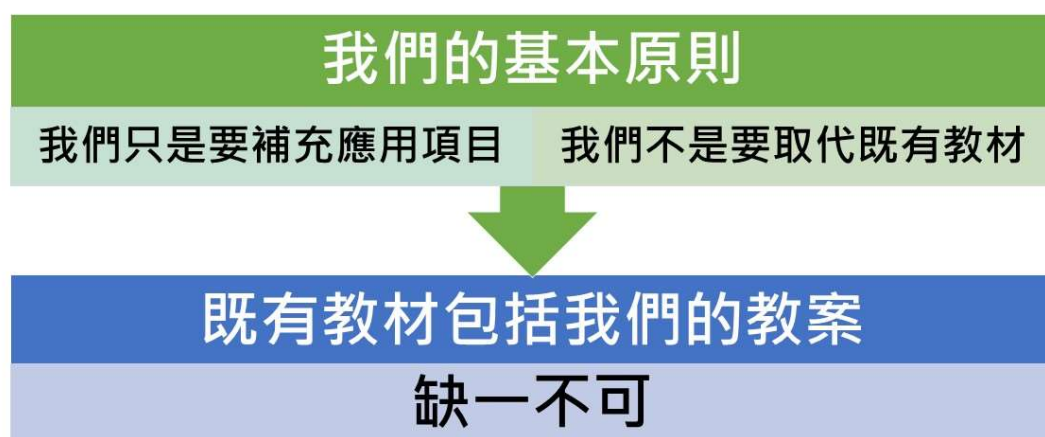 我們的基本原則
我們只是要補充應用項目
我們不是要取代既有教材
既有教材包括我們的教案
缺一不可